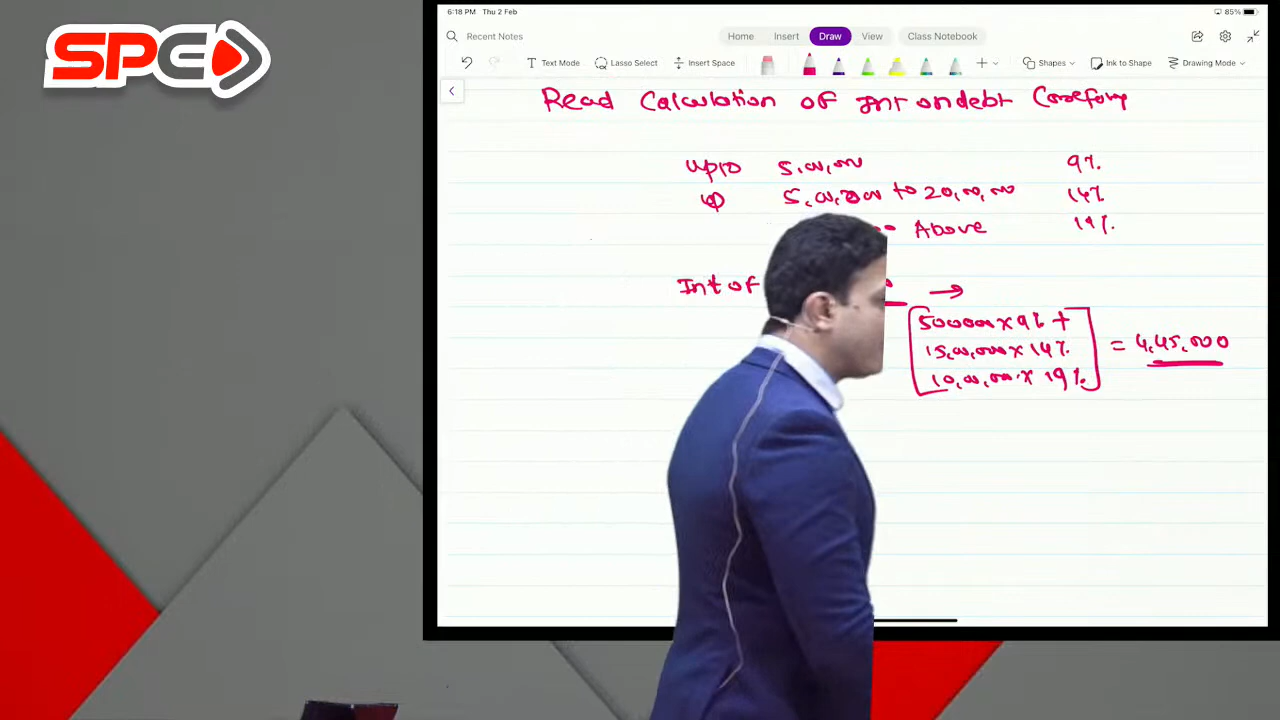 SPED
6:18 PM Thu 2 Feb
85%
Recent Notes
Home Insert Draw View Class Notebook
Text Mode Lasso Select Insert Space Shapes Ink to Shape Drawing Mode
Read Calculation of Int on debt Carefully
upto 5,00,000 9%
5,00,000 to 20,00,000 14%
Above 19%
Int of →
500000 x 9% +
15,00,000 x 14%
10,00,000 x 19%
= 4,45,000